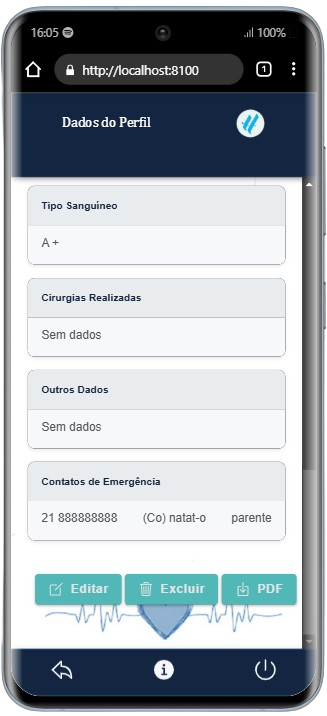 16:05 100%
http://localhost:8100 1
Dados do Perfil
Tipo Sanguíneo
A +
Cirurgias Realizadas
Sem dados
Outros Dados
Sem dados
Contatos de Emergência
21 888888888 (Co) natat-o parente
Editar Excluir PDF